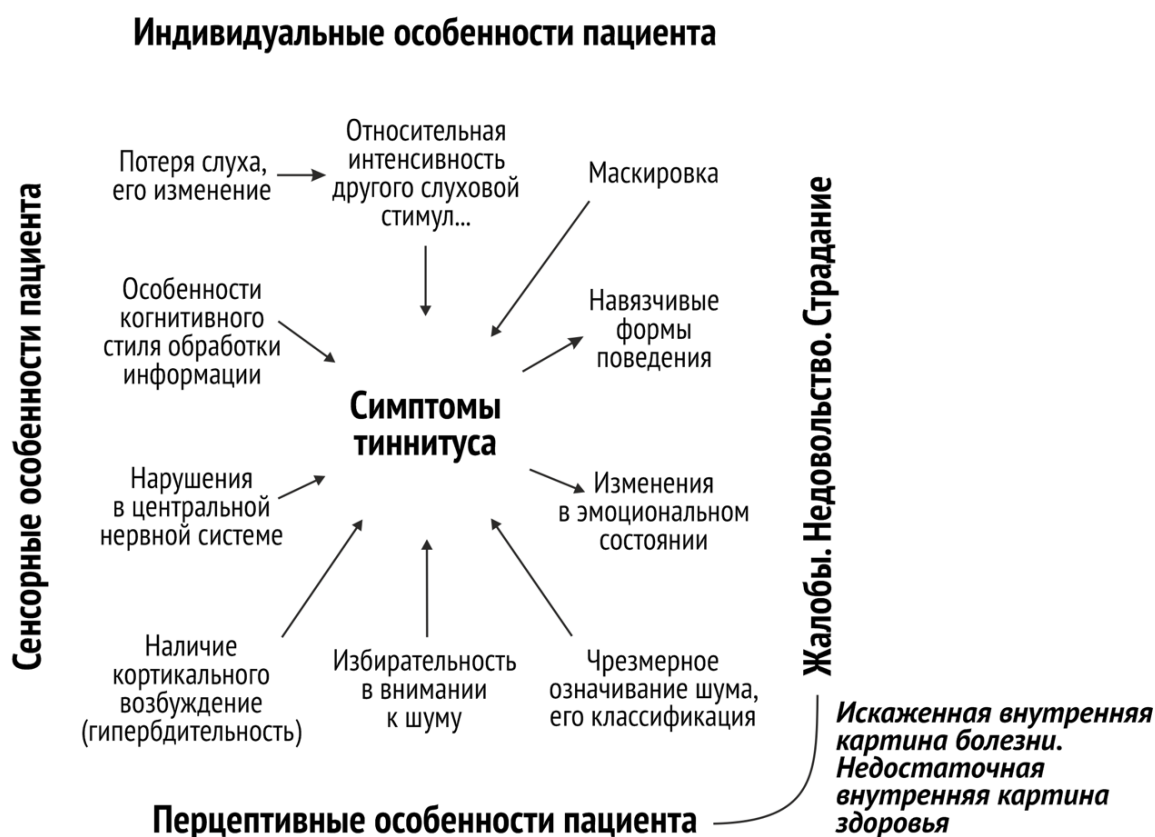 Индивидуальные особенности пациента
Сенсорные особенности пациента
Потеря слуха,
его изменение
Относительная
интенсивность
другого слуховой
стимул...
Маскировка
Особенности
когнитивного
стиля обработки
информации
Навязчивые
формы
поведения
Симптомы
тиннитуса
Нарушения
в центральной
нервной системе
Изменения
в эмоциональном
состоянии
Наличие
кортикального
возбуждение
(гипербдительность)
Избирательность
в внимании
к шуму
Чрезмерное
означивание шума,
его классификация
Жалобы. Недовольство. Страдание
Перцептивные особенности пациента
Искаженная внутренняя
картина болезни.
Недостаточная
внутренняя картина
здоровья